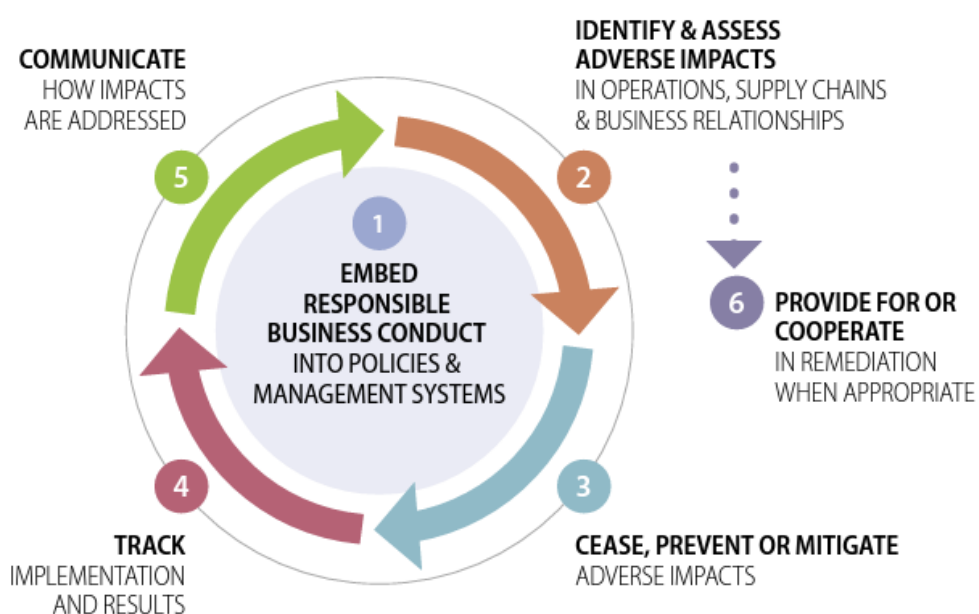 COMMUNICATE
HOW IMPACTS
ARE ADDRESSED
5
IDENTIFY & ASSESS
ADVERSE IMPACTS
IN OPERATIONS, SUPPLY CHAINS
& BUSINESS RELATIONSHIPS
2
1
EMBED
RESPONSIBLE
BUSINESS CONDUCT
INTO POLICIES &
MANAGEMENT SYSTEMS
6
PROVIDE FOR OR
COOPERATE
IN REMEDIATION
WHEN APPROPRIATE
4
TRACK
IMPLEMENTATION
AND RESULTS
3
CEASE, PREVENT OR MITIGATE
ADVERSE IMPACTS